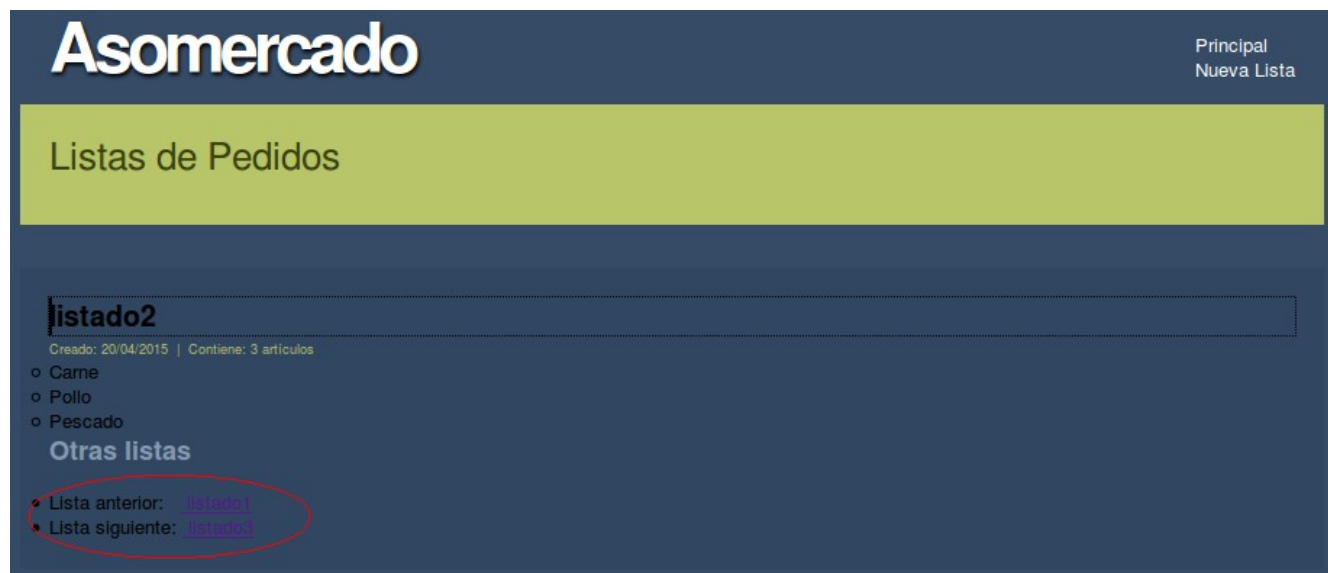 Asomercado
Principal
Nueva Lista
Listas de Pedidos
listado2
Creado: 20/04/2015 | Contiene: 3 artículos
Carne
Pollo
Pescado
Otras listas
Lista anterior: listado1
Lista siguiente: listado3